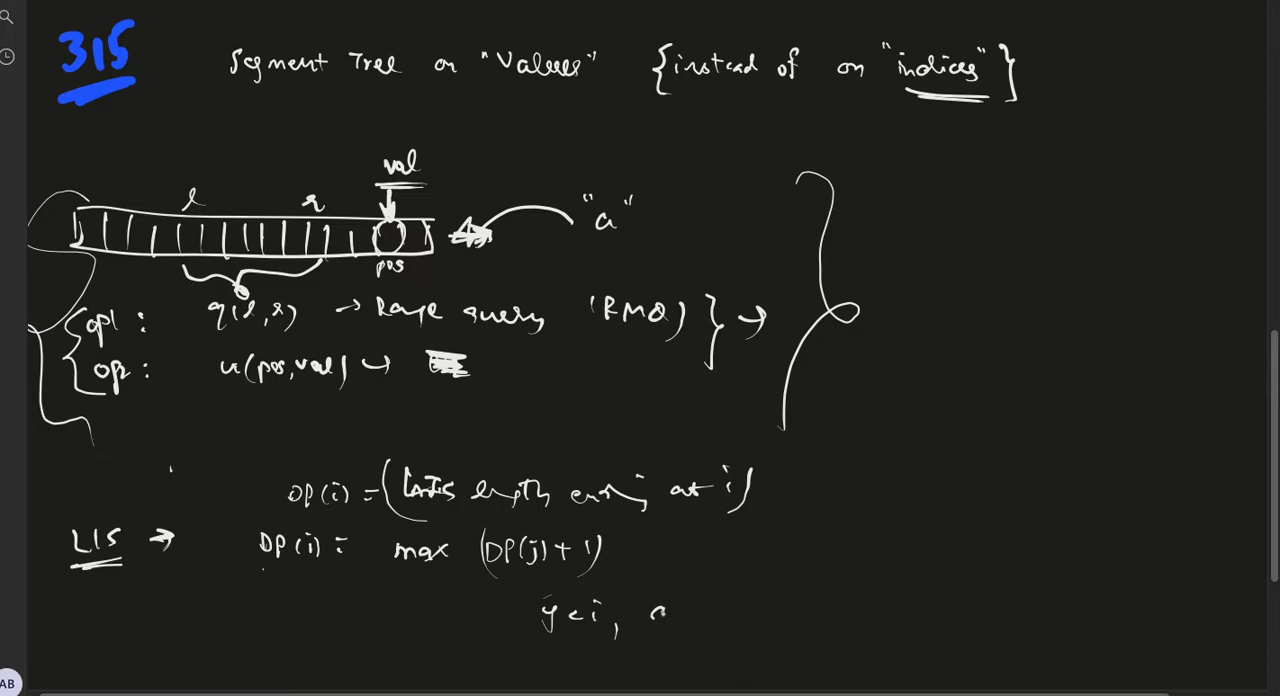 315 Segment Tree on "Values" {instead of on "indices"}
val
l r
"a"
pos
op1 : q(l,r) → Range query (RMQ)
op : u(pos,val) →
DP(i) = ( length ending at i)
LIS → DP(i) = max (DP(j) + 1)
j < i ,
AB